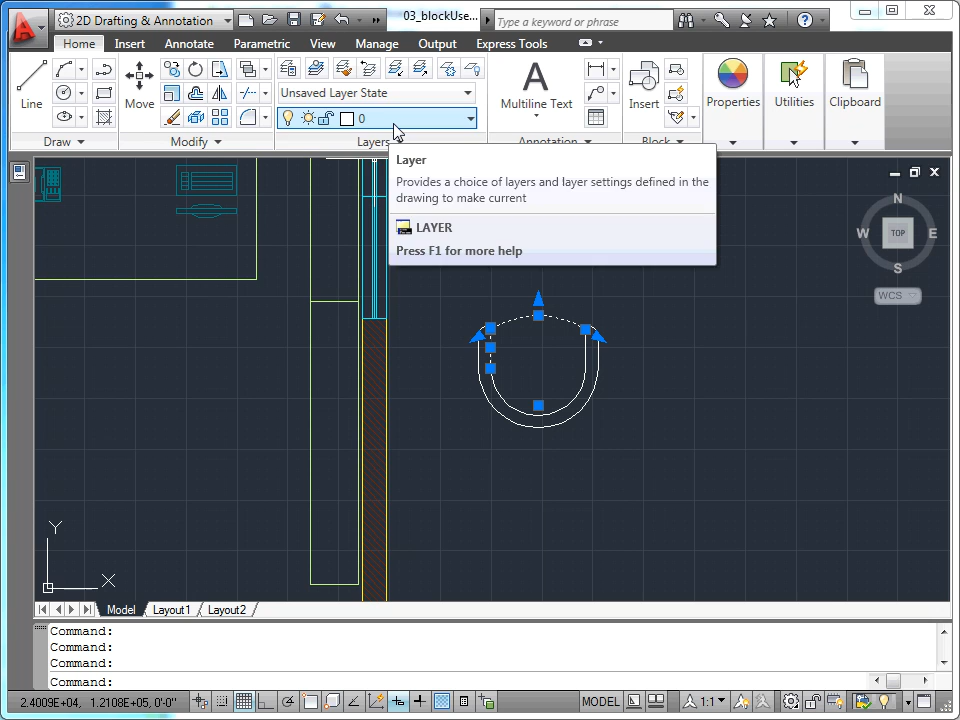 2D Drafting & Annotation
03_blockUse...
Type a keyword or phrase
Home Insert Annotate Parametric View Manage Output Express Tools
Line
Move
Unsaved Layer State
0
Multiline Text
Insert
Properties
Utilities
Clipboard
Draw
Modify
Layers
Annotation
Block
Layer
Provides a choice of layers and layer settings defined in the
drawing to make current
LAYER
Press F1 for more help
N
W TOP E
S
WCS
Y
X
Model Layout1 Layout2
Command:
Command:
Command:
Command:
2.4009E+04, 1.2108E+05, 0'-0" MODEL 1:1